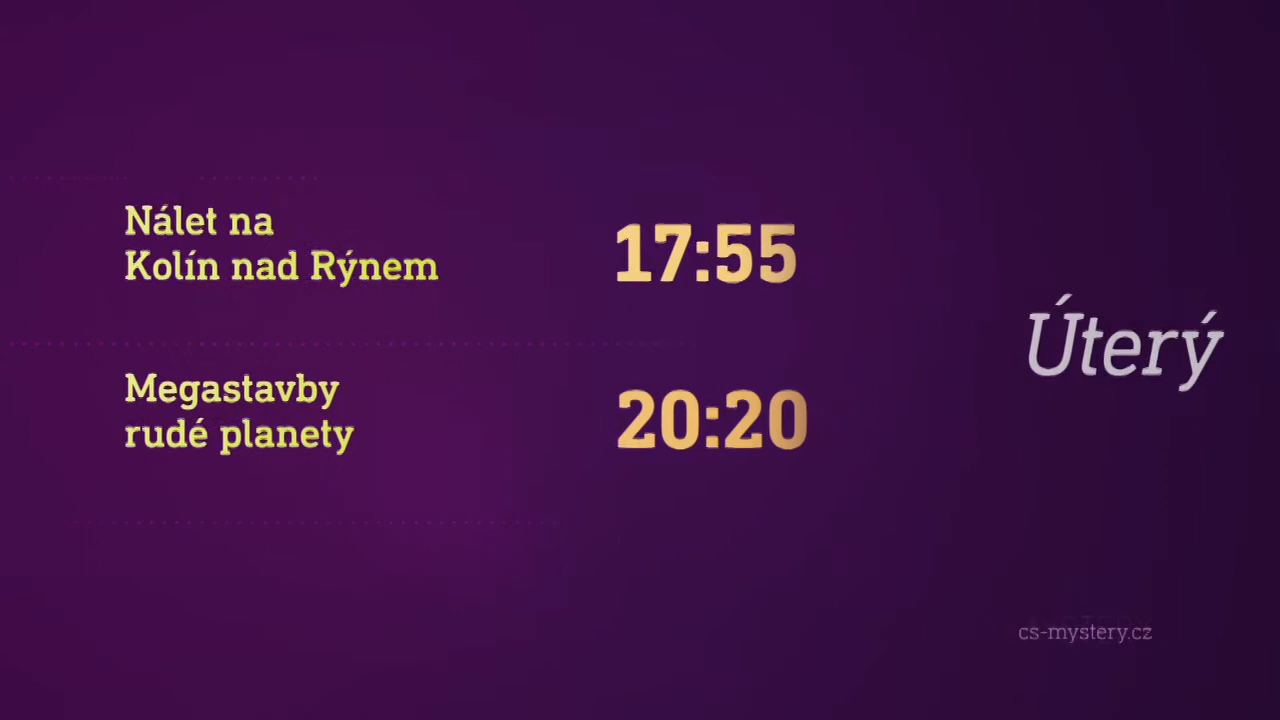 Nálet na
Kolín nad Rýnem
17:55
Megastavby
rudé planety
20:20
Úterý
cs-mystery.cz